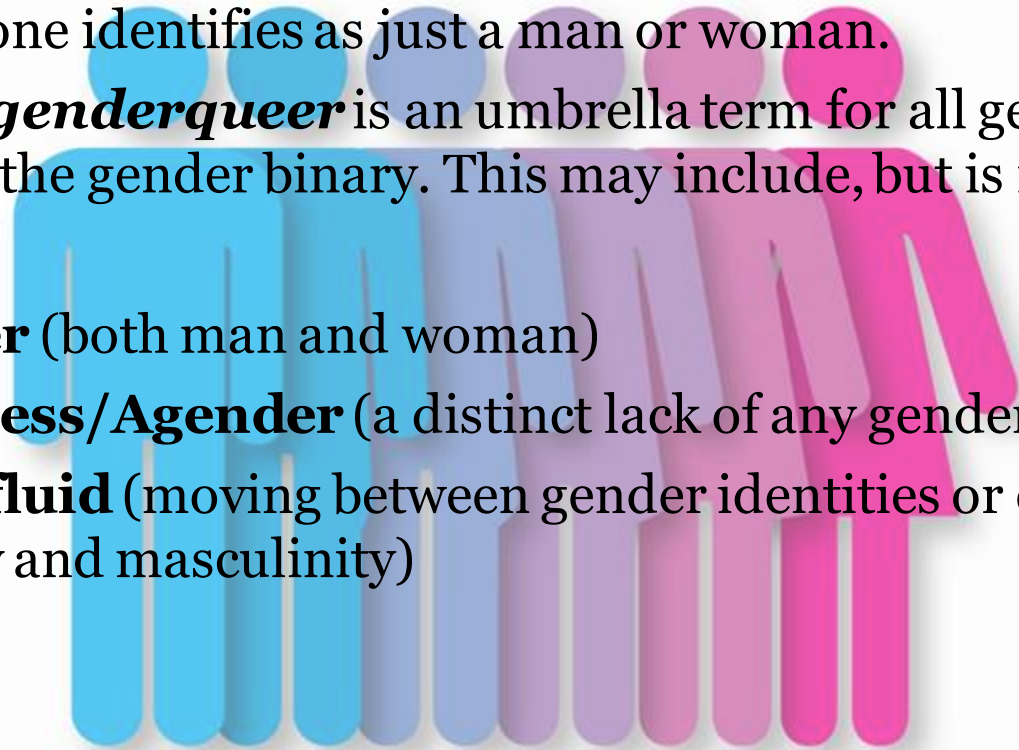 one identifies as just a man or woman.
genderqueer is an umbrella term for all ge
the gender binary. This may include, but is
er (both man and woman)
ess/Agender (a distinct lack of any gender
fluid (moving between gender identities or
and masculinity)